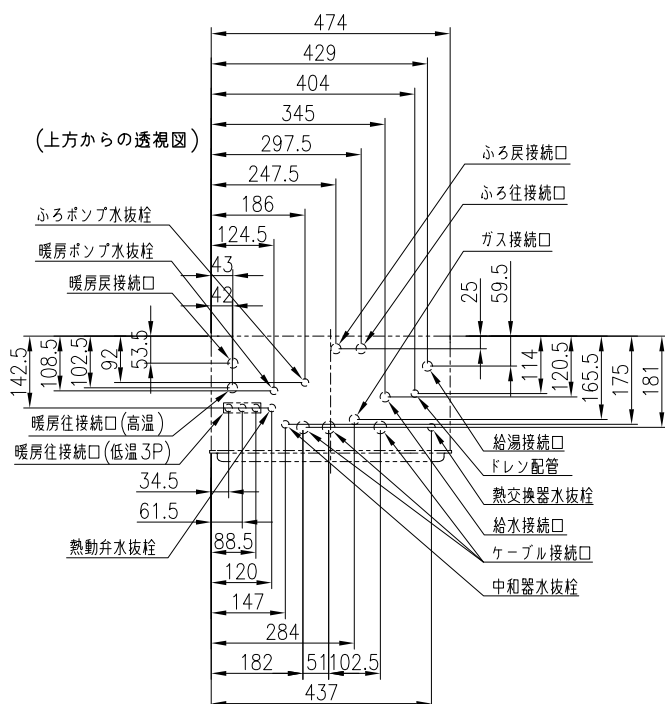 474
429
404
345
297.5
(上方からの透視図)
ふろ戻接続口
247.5
ふろ往接続口
186
ふろポンプ水抜栓
ガス接続口
124.5
暖房ポンプ水抜栓
43
暖房戻接続口
42
25
59.5
142.5
108.5
102.5
92
53.5
114
120.5
165.5
175
181
暖房往接続口(高温)
給湯接続口
暖房往接続口(低温3P)
ドレン配管
34.5
熱交換器水抜栓
61.5
給水接続口
熱動弁水抜栓
88.5
ケーブル接続口
120
中和器水抜栓
147
284
182
51
102.5
437